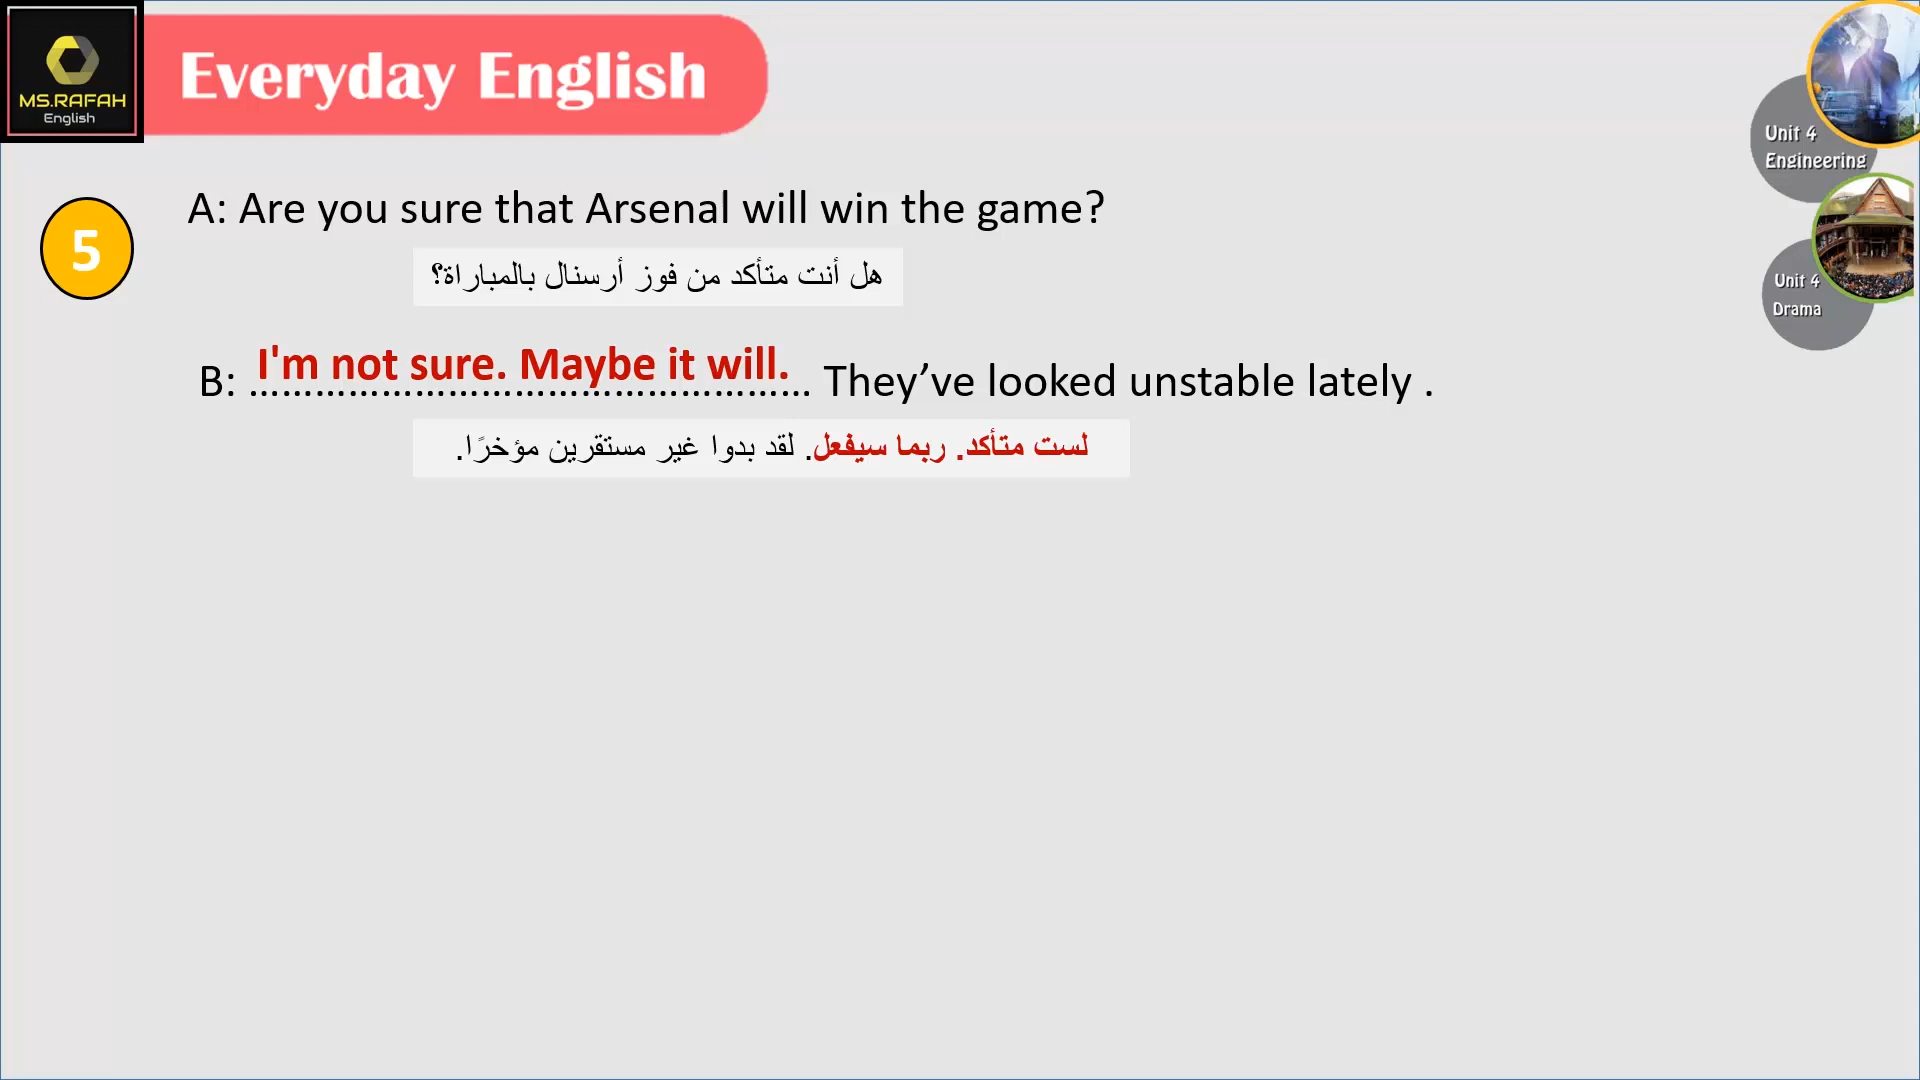 MS.RAFAH
English
Everyday English
Unit 4
Engineering
5
A: Are you sure that Arsenal will win the game?
هل أنت متأكد من فوز أرسنال بالمباراة؟
Unit 4
Drama
I'm not sure. Maybe it will.
B: ................................................ They’ve looked unstable lately .
لست متأكد. ربما سيفعل. لقد بدوا غير مستقرين مؤخرًا.